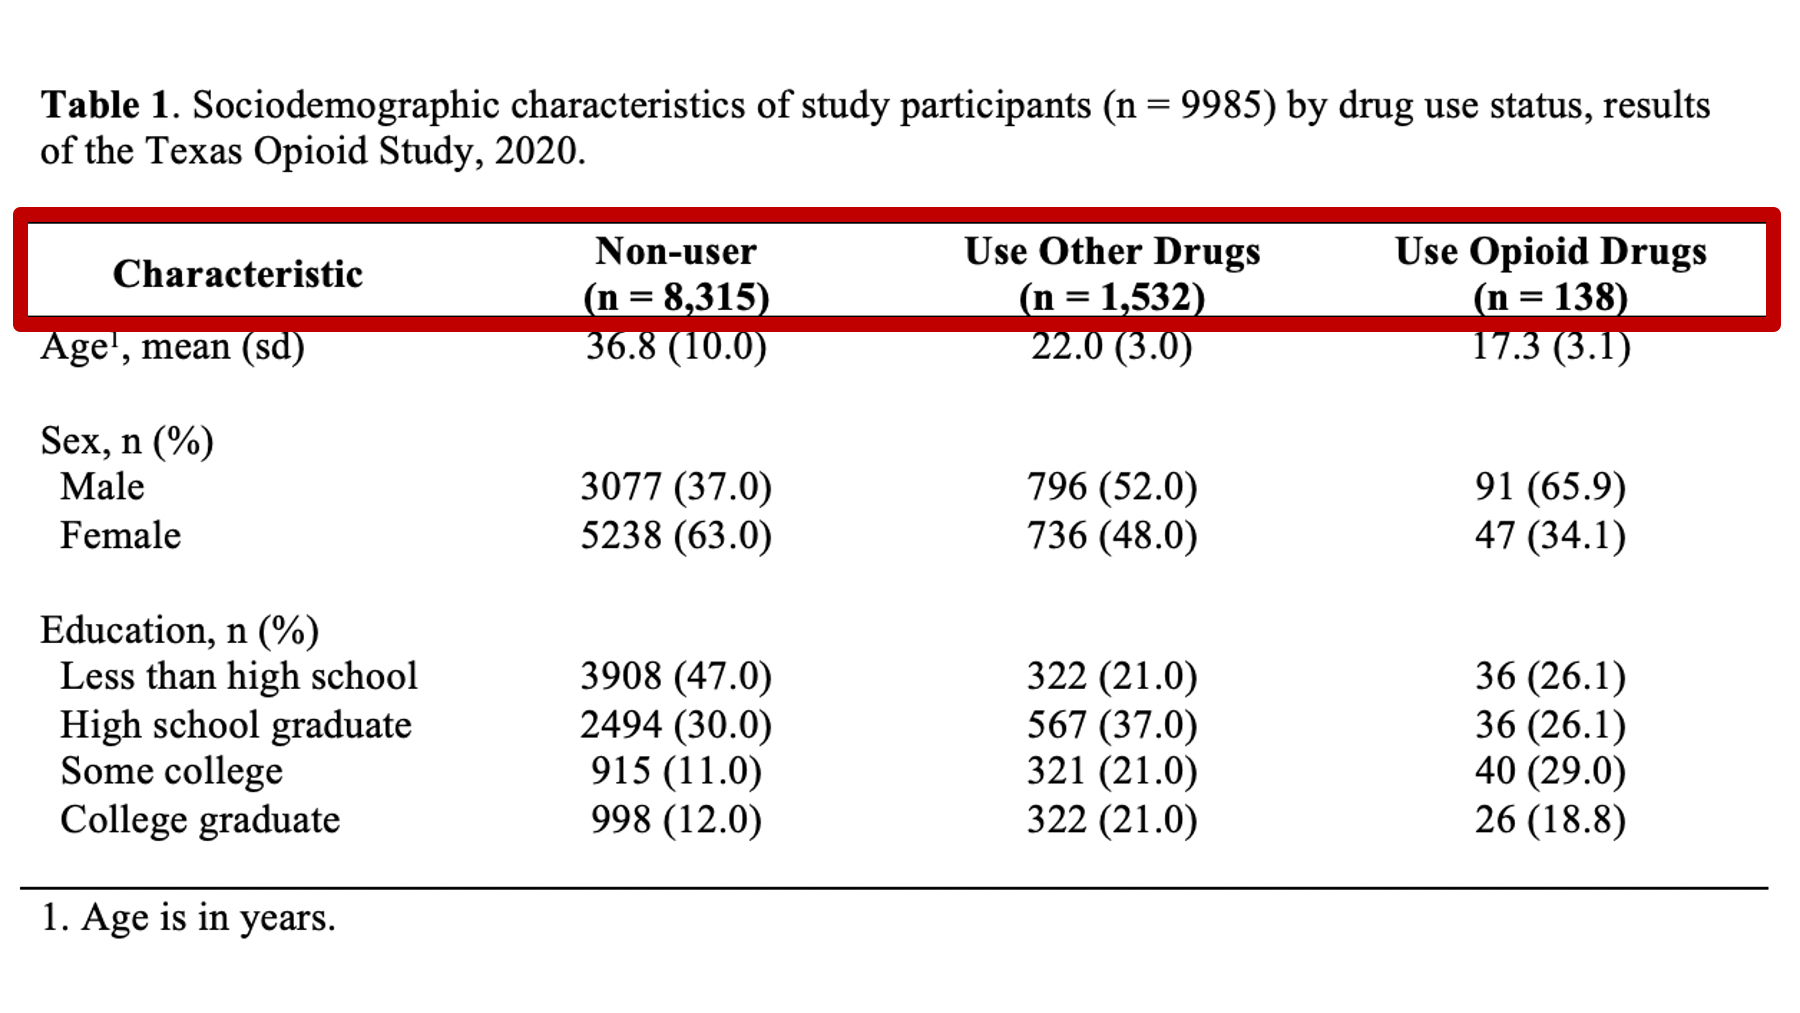 Table 1. Sociodemographic characteristics of study participants (n = 9985) by drug use status, results
of the Texas Opioid Study, 2020.
Characteristic Non-user (n = 8,315) Use Other Drugs (n = 1,532) Use Opioid Drugs (n = 138)
Age¹, mean (sd) 36.8 (10.0) 22.0 (3.0) 17.3 (3.1)
Sex, n (%)
Male 3077 (37.0) 796 (52.0) 91 (65.9)
Female 5238 (63.0) 736 (48.0) 47 (34.1)
Education, n (%)
Less than high school 3908 (47.0) 322 (21.0) 36 (26.1)
High school graduate 2494 (30.0) 567 (37.0) 36 (26.1)
Some college 915 (11.0) 321 (21.0) 40 (29.0)
College graduate 998 (12.0) 322 (21.0) 26 (18.8)
1. Age is in years.